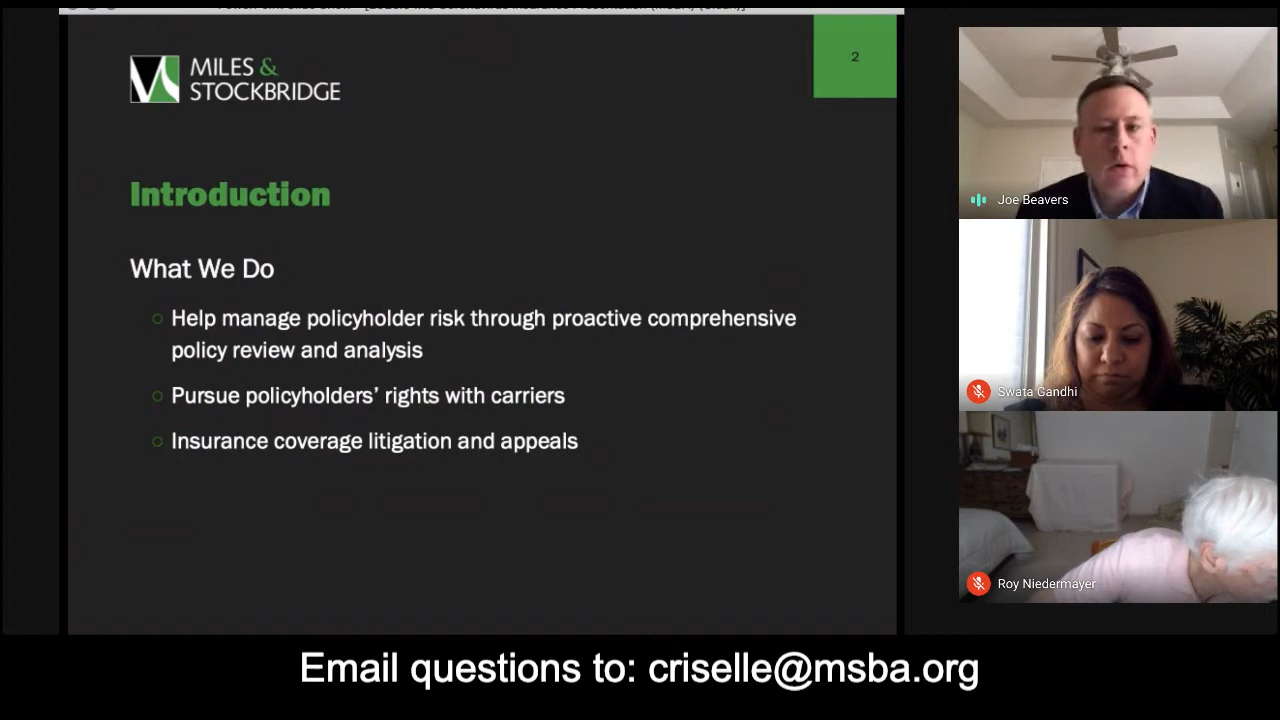 MILES &
STOCKBRIDGE
2
Introduction
What We Do
Help manage policyholder risk through proactive comprehensive
policy review and analysis
Pursue policyholders’ rights with carriers
Insurance coverage litigation and appeals
Joe Beavers
Swata Gandhi
Roy Niedermayer
Email questions to: criselle@msba.org